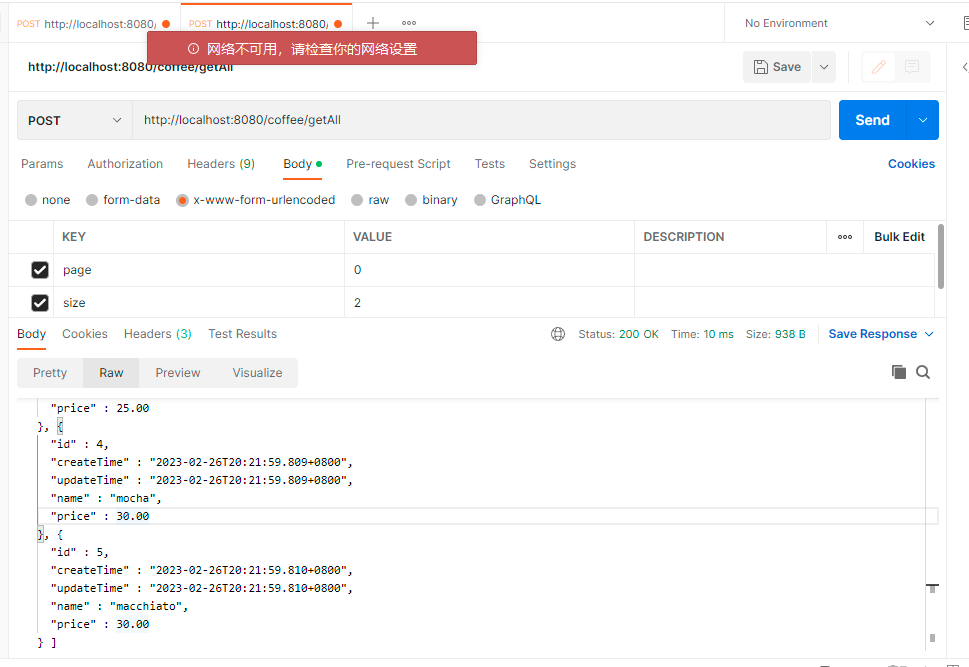 POST http://localhost:8080/ POST http://localhost:8080/ No Environment
网络不可用，请检查你的网络设置
http://localhost:8080/coffee/getAll Save
POST http://localhost:8080/coffee/getAll Send
Params Authorization Headers (9) Body Pre-request Script Tests Settings Cookies
none form-data x-www-form-urlencoded raw binary GraphQL
KEY VALUE DESCRIPTION Bulk Edit
page 0
size 2
Body Cookies Headers (3) Test Results Status: 200 OK Time: 10 ms Size: 938 B Save Response
Pretty Raw Preview Visualize
"price" : 25.00
}, {
"id" : 4,
"createTime" : "2023-02-26T20:21:59.809+0800",
"updateTime" : "2023-02-26T20:21:59.809+0800",
"name" : "mocha",
"price" : 30.00
}, {
"id" : 5,
"createTime" : "2023-02-26T20:21:59.810+0800",
"updateTime" : "2023-02-26T20:21:59.810+0800",
"name" : "macchiato",
"price" : 30.00
} ]